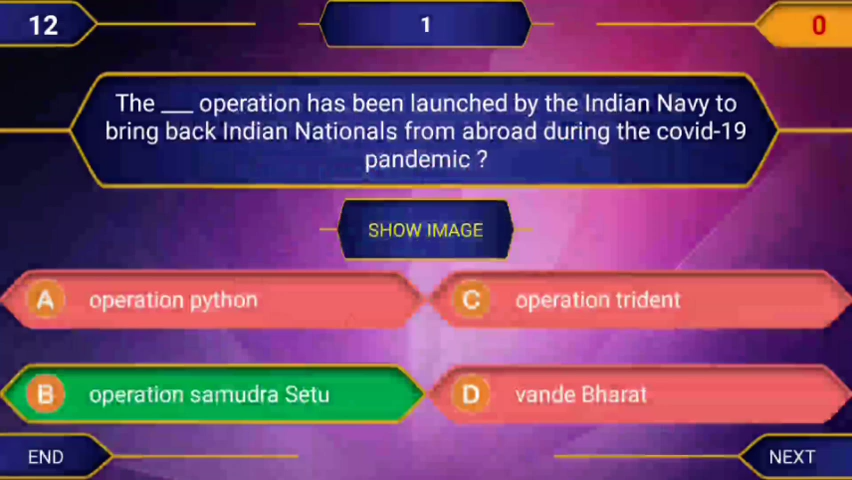 12
1
0
The ___ operation has been launched by the Indian Navy to
bring back Indian Nationals from abroad during the covid-19
pandemic ?
SHOW IMAGE
A operation python
C operation trident
B operation samudra Setu
D vande Bharat
END
NEXT